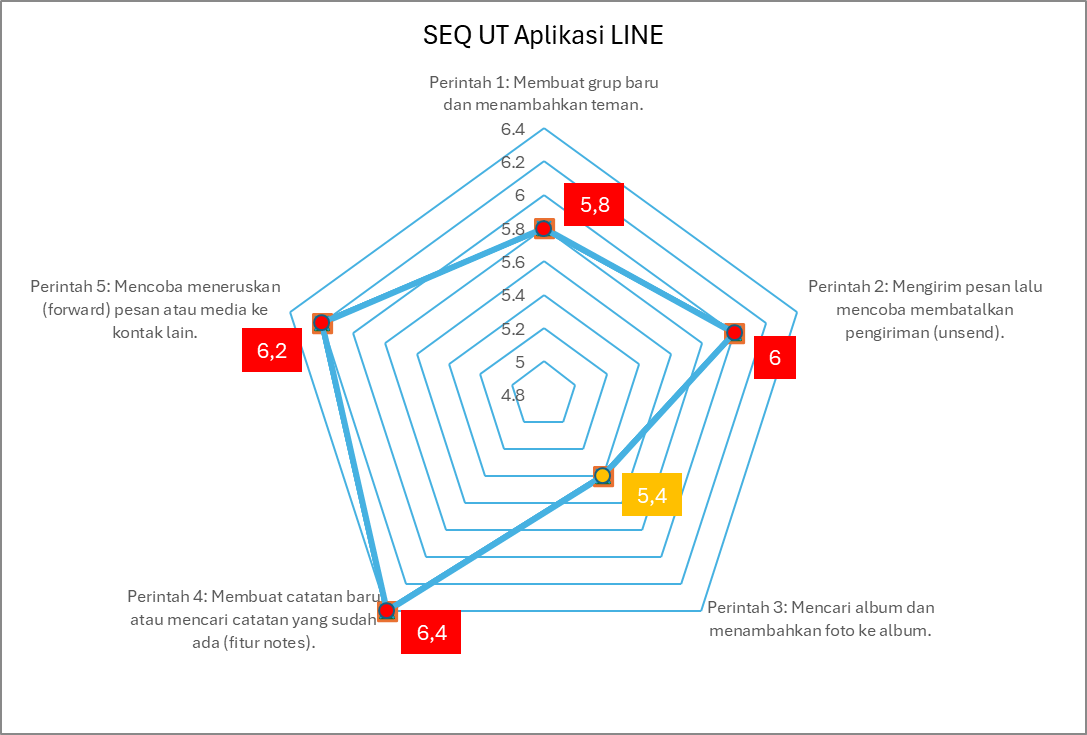 SEQ UT Aplikasi LINE
Perintah 1: Membuat grup baru
dan menambahkan teman.
6.4
6.2
6
5.8
5.6
5.4
5.2
5
4.8
5,8
Perintah 2: Mengirim pesan lalu
mencoba membatalkan
pengiriman (unsend).
6
5,4
Perintah 3: Mencari album dan
menambahkan foto ke album.
Perintah 4: Membuat catatan baru
atau mencari catatan yang sudah
ada (fitur notes).
6,4
Perintah 5: Mencoba meneruskan
(forward) pesan atau media ke
kontak lain.
6,2